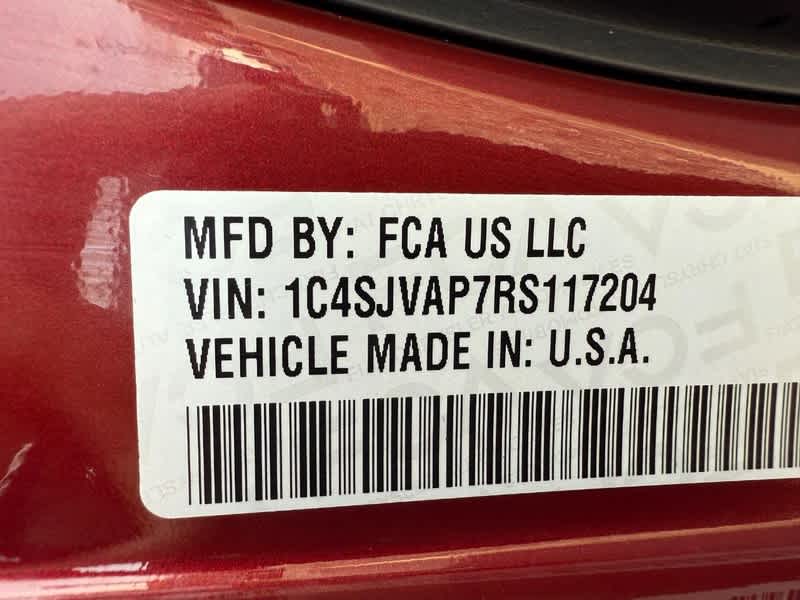 MFD BY: FCA US LLC
VIN: 1C4SJVAP7RS117204
VEHICLE MADE IN: U.S.A.